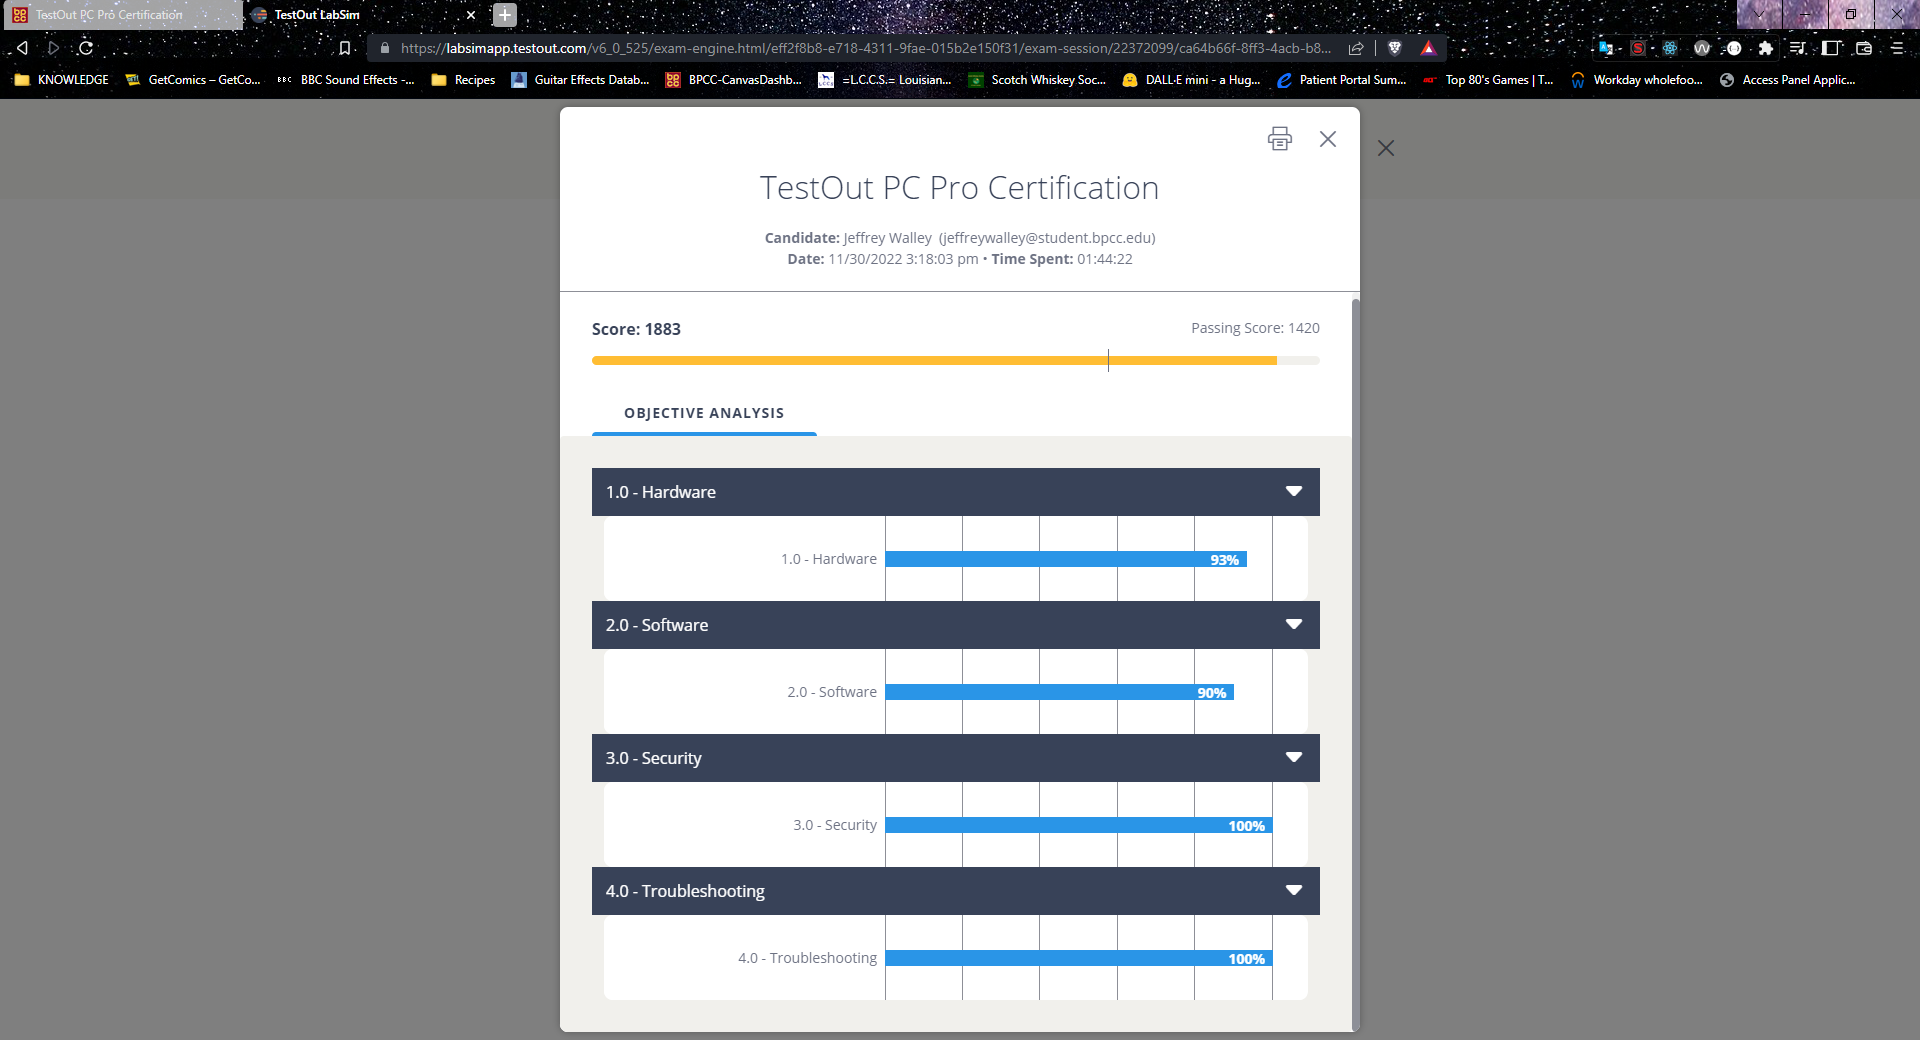 TestOut PC Pro Certification
TestOut LabSim
https://labsimapp.testout.com/v6_0_525/exam-engine.html/eff2f8b8-e718-4311-9fae-015b2e150f31/exam-session/22372099/ca64b66f-8ff3-4acb-b8...
KNOWLEDGE
GetComics – GetCo...
BBC
BBC Sound Effects -...
Recipes
Guitar Effects Datab...
BPCC-CanvasDashb...
=L.C.C.S.= Louisian...
Scotch Whiskey Soc...
DALL·E mini - a Hug...
Patient Portal Sum...
Top 80's Games | T...
Workday wholefoo...
Access Panel Applic...
TestOut PC Pro Certification
Candidate: Jeffrey Walley (jeffreywalley@student.bpcc.edu)
Date: 11/30/2022 3:18:03 pm • Time Spent: 01:44:22
Score: 1883
Passing Score: 1420
OBJECTIVE ANALYSIS
1.0 - Hardware
1.0 - Hardware 93%
2.0 - Software
2.0 - Software 90%
3.0 - Security
3.0 - Security 100%
4.0 - Troubleshooting
4.0 - Troubleshooting 100%